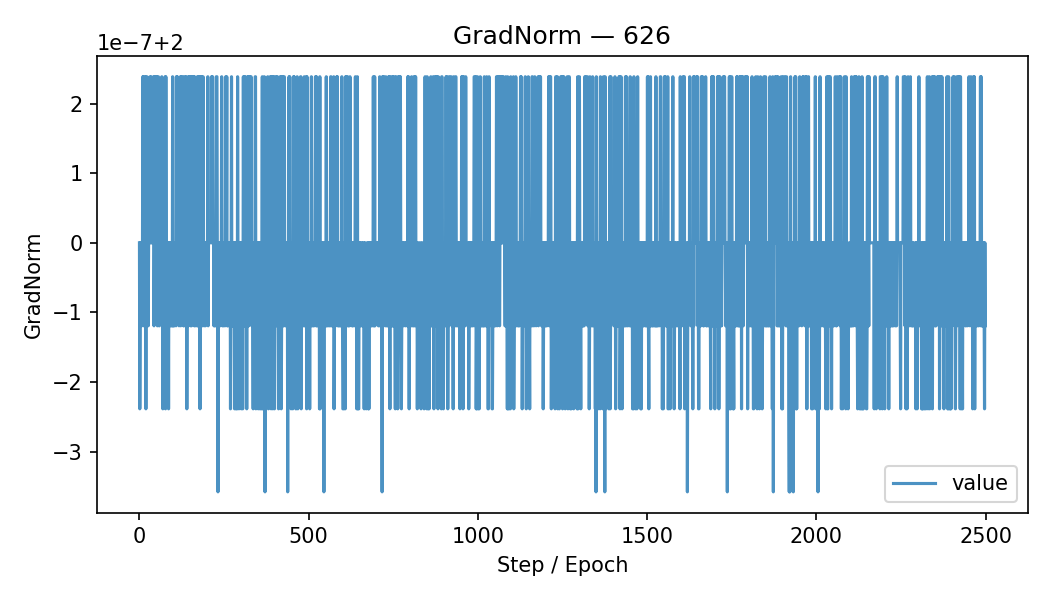 GradNorm — 626
1e−7+2
2
1
0
−1
−2
−3
GradNorm
value
0 500 1000 1500 2000 2500
Step / Epoch